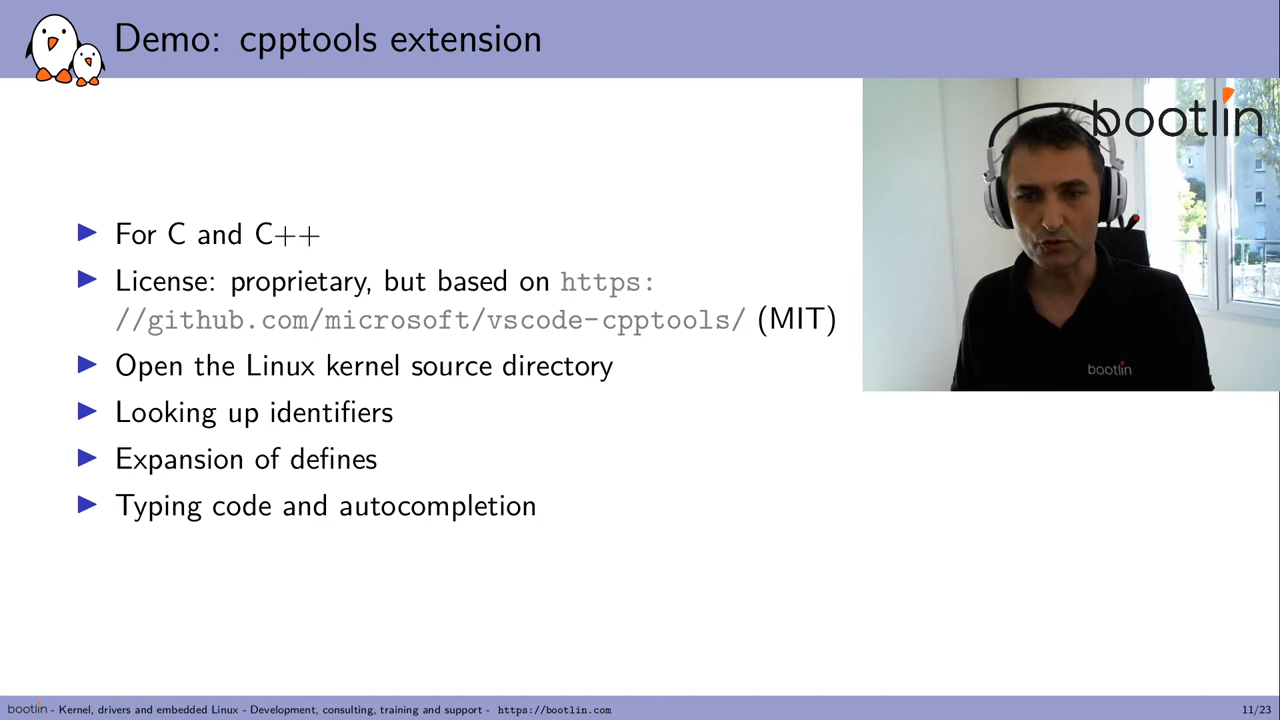 Demo: cpptools extension
bootlin
For C and C++
License: proprietary, but based on https:
//github.com/microsoft/vscode-cpptools/ (MIT)
bootlin
Open the Linux kernel source directory
Looking up identifiers
Expansion of defines
Typing code and autocompletion
bootlin - Kernel, drivers and embedded Linux - Development, consulting, training and support - https://bootlin.com
11/23